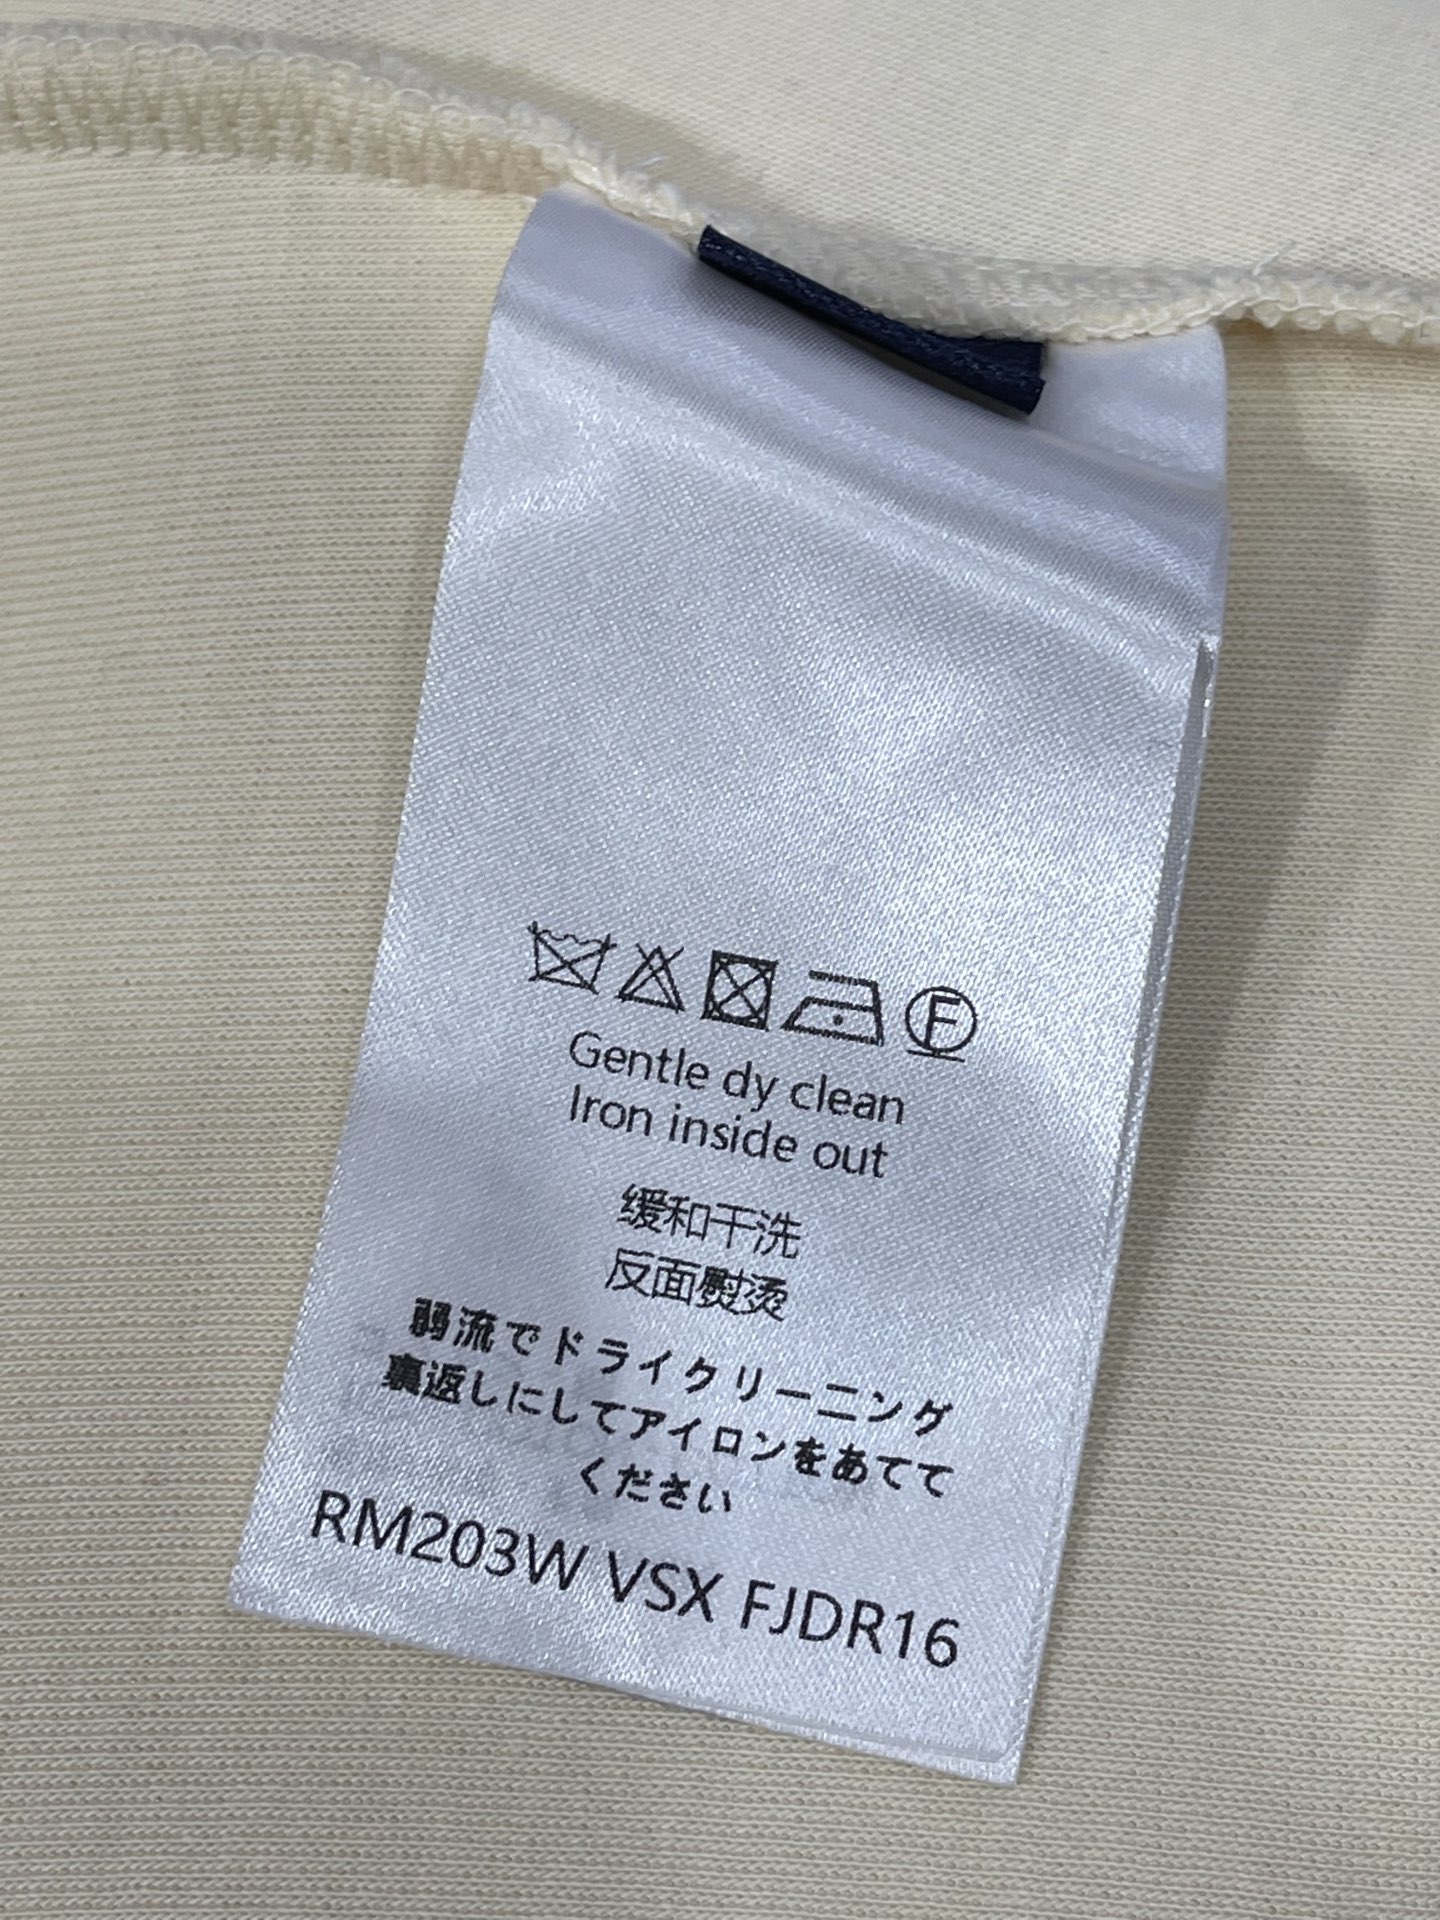 F
Gentle dy clean
Iron inside out
缓和干洗
反面熨烫
弱流でドライクリーニング
裏返しにしてアイロンをあてて
ください
RM203W VSX FJDR16